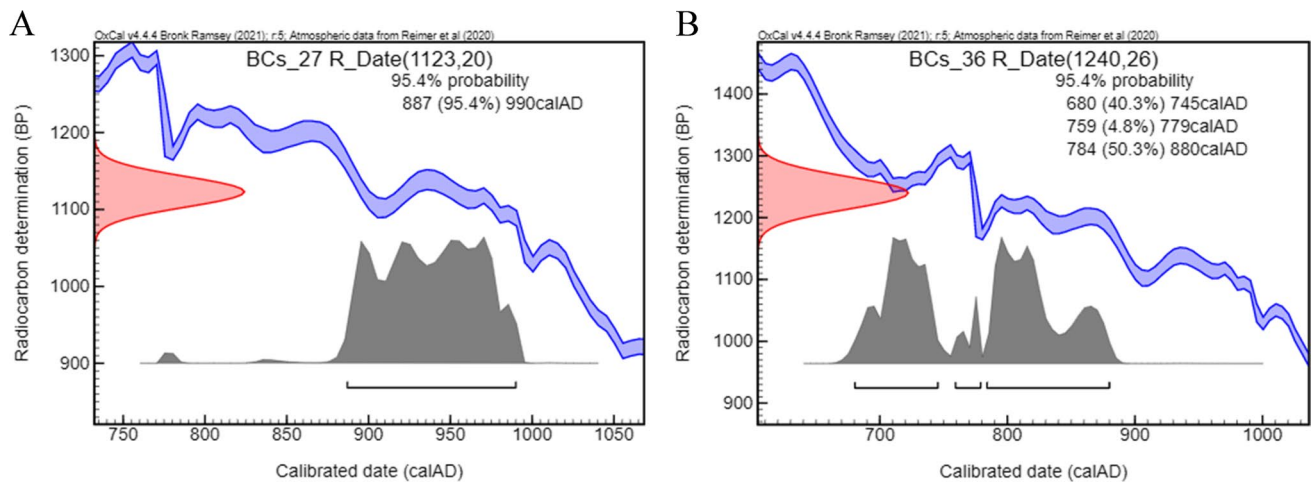 A
OxCal v4.4.4 Bronk Ramsey (2021); r:5; Atmospheric data from Reimer et al (2020)
BCs_27 R_Date(1123,20)
95.4% probability
887 (95.4%) 990calAD
Radiocarbon determination (BP)
1300
1200
1100
1000
900
750
800
850
900
950
1000
1050
Calibrated date (calAD)
B
OxCal v4.4.4 Bronk Ramsey (2021); r:5; Atmospheric data from Reimer et al (2020)
BCs_36 R_Date(1240,26)
95.4% probability
680 (40.3%) 745calAD
759 (4.8%) 779calAD
784 (50.3%) 880calAD
Radiocarbon determination (BP)
1400
1300
1200
1100
1000
900
700
800
900
1000
Calibrated date (calAD)